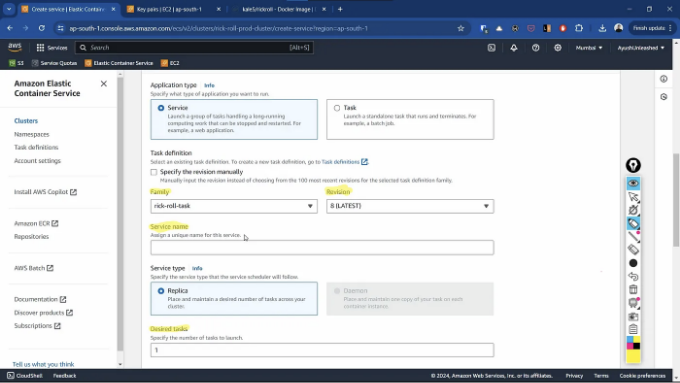 Create service | Elastic Cont
Key pairs | EC2 | ap-south-1
kale5/rickroll - Docker Image |
ap-south-1.console.aws.amazon.com/ecs/v2/clusters/rick-roll-prod-cluster/create-service?region=ap-south-1
Finish update
aws
Services
Search
[Alt+S]
Mumbai
AyushUnleashed
S3
Service Quotas
Elastic Container Service
EC2
Amazon Elastic
Container Service
Clusters
Namespaces
Task definitions
Account settings
Install AWS Copilot
Amazon ECR
Repositories
AWS Batch
Documentation
Discover products
Subscriptions
Tell us what you think
Application type Info
Specify what type of application you want to run.
Service
Launch a group of tasks handling a long-running
computing work that can be stopped and restarted. For
example, a web application.
Task
Launch a standalone task that runs and terminates. For
example, a batch job.
Task definition
Select an existing task definition. To create a new task definition, go to Task definitions
Specify the revision manually
Manually input the revision instead of choosing from the 100 most recent revisions for the selected task definition family.
Family
rick-roll-task
Revision
8 (LATEST)
Service name
Assign a unique name for this service.
Service type Info
Specify the service type that the service scheduler will follow.
Replica
Place and maintain a desired number of tasks across your
cluster.
Daemon
Place and maintain one copy of your task on each
container instance.
Desired tasks
Specify the number of tasks to launch.
1
CloudShell
Feedback
© 2024, Amazon Web Services, Inc. or its affiliates.
Privacy
Terms
Cookie preferences